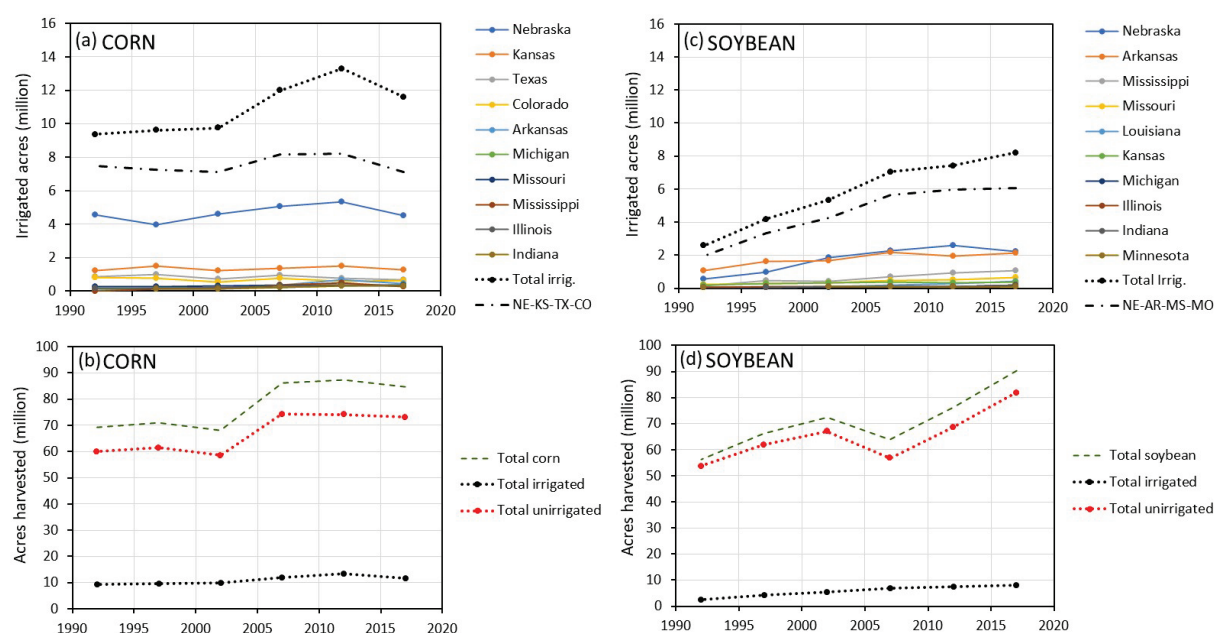 (a) CORN
Irrigated acres (million)
16
14
12
10
8
6
4
2
0
1990 1995 2000 2005 2010 2015 2020
Nebraska
Kansas
Texas
Colorado
Arkansas
Michigan
Missouri
Mississippi
Illinois
Indiana
Total irrig.
NE-KS-TX-CO
(c) SOYBEAN
Irrigated acres (million)
16
14
12
10
8
6
4
2
0
1990 1995 2000 2005 2010 2015 2020
Nebraska
Arkansas
Mississippi
Missouri
Louisiana
Kansas
Michigan
Illinois
Indiana
Minnesota
Total Irrig.
NE-AR-MS-MO
(b) CORN
Acres harvested (million)
100
90
80
70
60
50
40
30
20
10
0
1990 1995 2000 2005 2010 2015 2020
Total corn
Total irrigated
Total unirrigated
(d) SOYBEAN
Acres harvested (million)
100
90
80
70
60
50
40
30
20
10
0
1990 1995 2000 2005 2010 2015 2020
Total soybean
Total irrigated
Total unirrigated